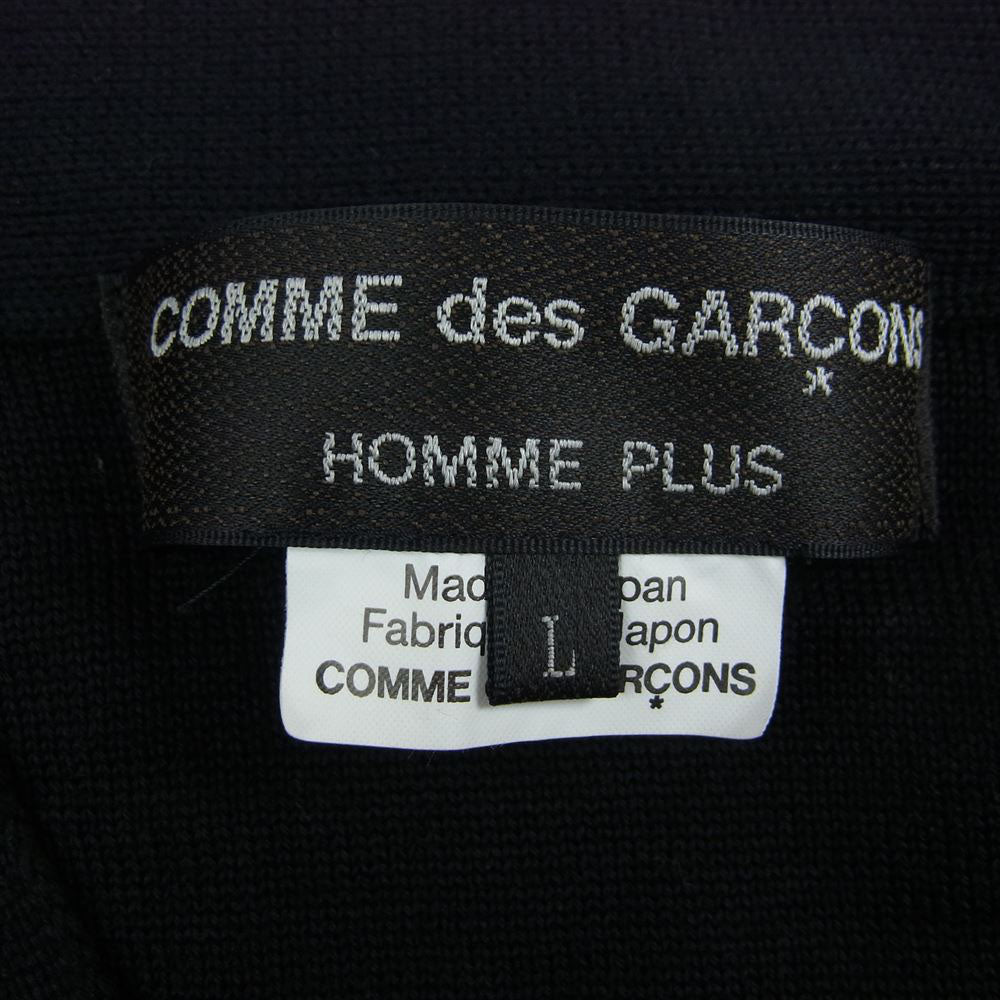 COMME des GARÇONS
*
HOMME PLUS
Mad pan
Fabriq Japon
COMME RÇONS
*
L